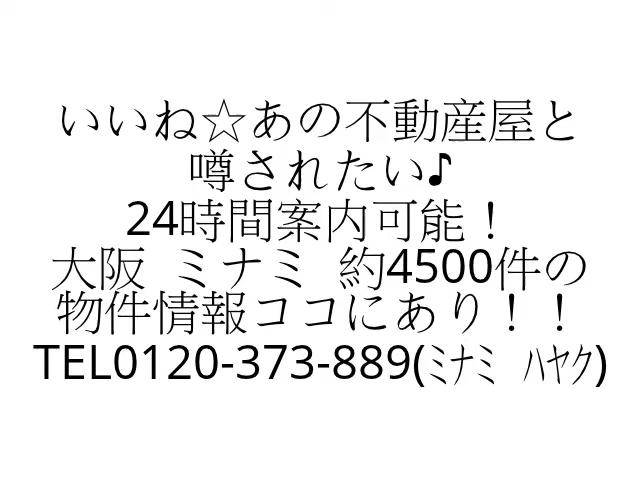 いいね☆あの不動産屋と
噂されたい♪
24時間案内可能！
大阪 ミナミ 約4500件の
物件情報ココにあり！！
TEL0120-373-889(ﾐﾅﾐ ﾊﾔｸ)